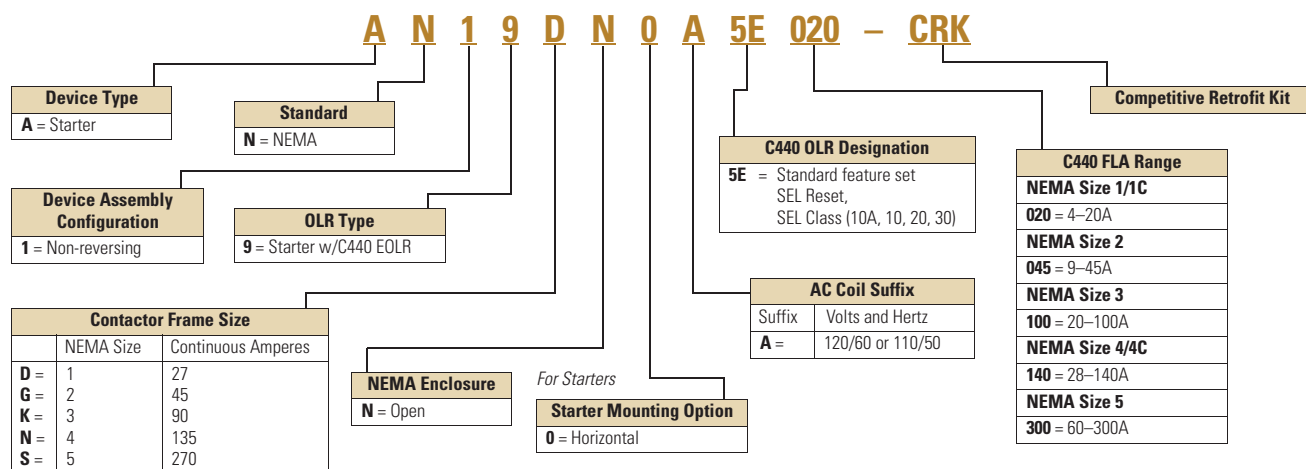 A N 1 9 D N 0 A 5E 020 – CRK
Device Type
A = Starter
Standard
N = NEMA
Competitive Retrofit Kit
C440 OLR Designation
5E = Standard feature set
SEL Reset,
SEL Class (10A, 10, 20, 30)
C440 FLA Range
NEMA Size 1/1C
020 = 4–20A
NEMA Size 2
045 = 9–45A
NEMA Size 3
100 = 20–100A
NEMA Size 4/4C
140 = 28–140A
NEMA Size 5
300 = 60–300A
Device Assembly
Configuration
1 = Non-reversing
OLR Type
9 = Starter w/C440 EOLR
AC Coil Suffix
Suffix Volts and Hertz
A = 120/60 or 110/50
Contactor Frame Size
NEMA Size Continuous Amperes
D = 1 27
G = 2 45
K = 3 90
N = 4 135
S = 5 270
NEMA Enclosure
N = Open
For Starters
Starter Mounting Option
0 = Horizontal